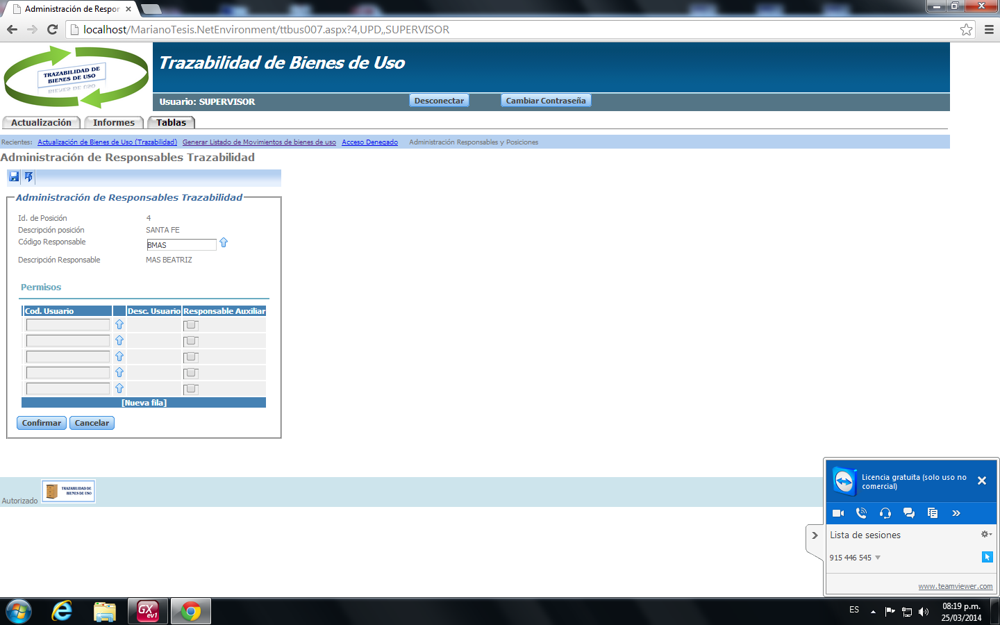 Administración de Respor
localhost/MarianoTesis.NetEnvironment/ttbus007.aspx?4,UPD,,SUPERVISOR
TRAZABILIDAD DE
BIENES DE USO
Trazabilidad de Bienes de Uso
Usuario: SUPERVISOR
Desconectar
Cambiar Contraseña
Actualización
Informes
Tablas
Recientes: Actualización de Bienes de Uso (Trazabilidad) Generar Listado de Movimientos de bienes de uso Acceso Denegado Administración Responsables y Posiciones
Administración de Responsables Trazabilidad
Administración de Responsables Trazabilidad
Id. de Posición 4
Descripción posición SANTA FE
Código Responsable BMAS
Descripción Responsable MAS BEATRIZ
Permisos
Cod. Usuario Desc. Usuario Responsable Auxiliar
[Nueva fila]
Confirmar Cancelar
Autorizado
TRAZABILIDAD DE
BIENES DE USO
Licencia gratuita (solo uso no
comercial)
Lista de sesiones
915 446 545
www.teamviewer.com
GX
ev1
ES
08:19 p.m.
25/03/2014